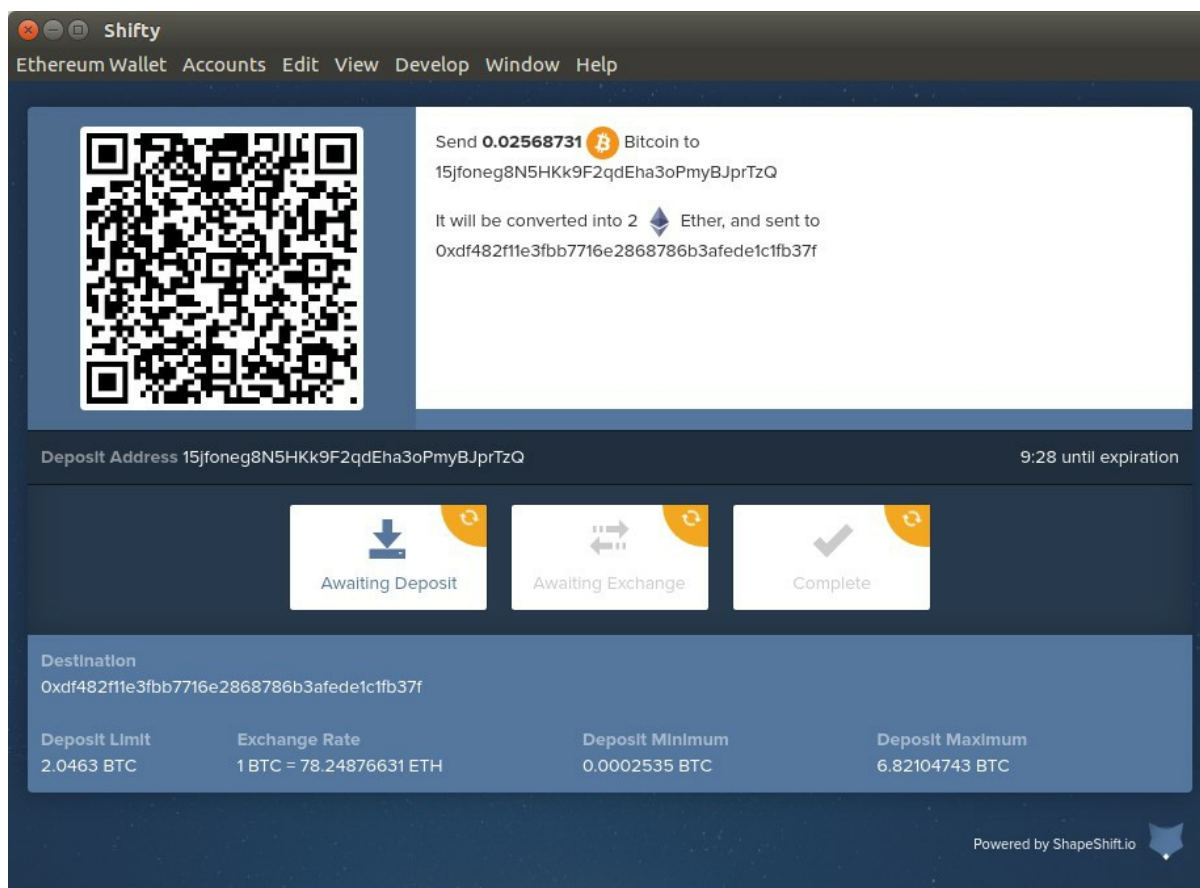 Shifty
Ethereum Wallet Accounts Edit View Develop Window Help
Send 0.02568731 Bitcoin to
15jfoneg8N5HKk9F2qdEha3oPmyBJprTzQ
It will be converted into 2 Ether, and sent to
0xdf482f11e3fbb7716e2868786b3afede1c1fb37f
Deposit Address 15jfoneg8N5HKk9F2qdEha3oPmyBJprTzQ
9:28 until expiration
Awaiting Deposit
Awaiting Exchange
Complete
Destination
0xdf482f11e3fbb7716e2868786b3afede1c1fb37f
Deposit Limit Exchange Rate Deposit Minimum Deposit Maximum
2.0463 BTC 1 BTC = 78.24876631 ETH 0.0002535 BTC 6.82104743 BTC
Powered by ShapeShift.io